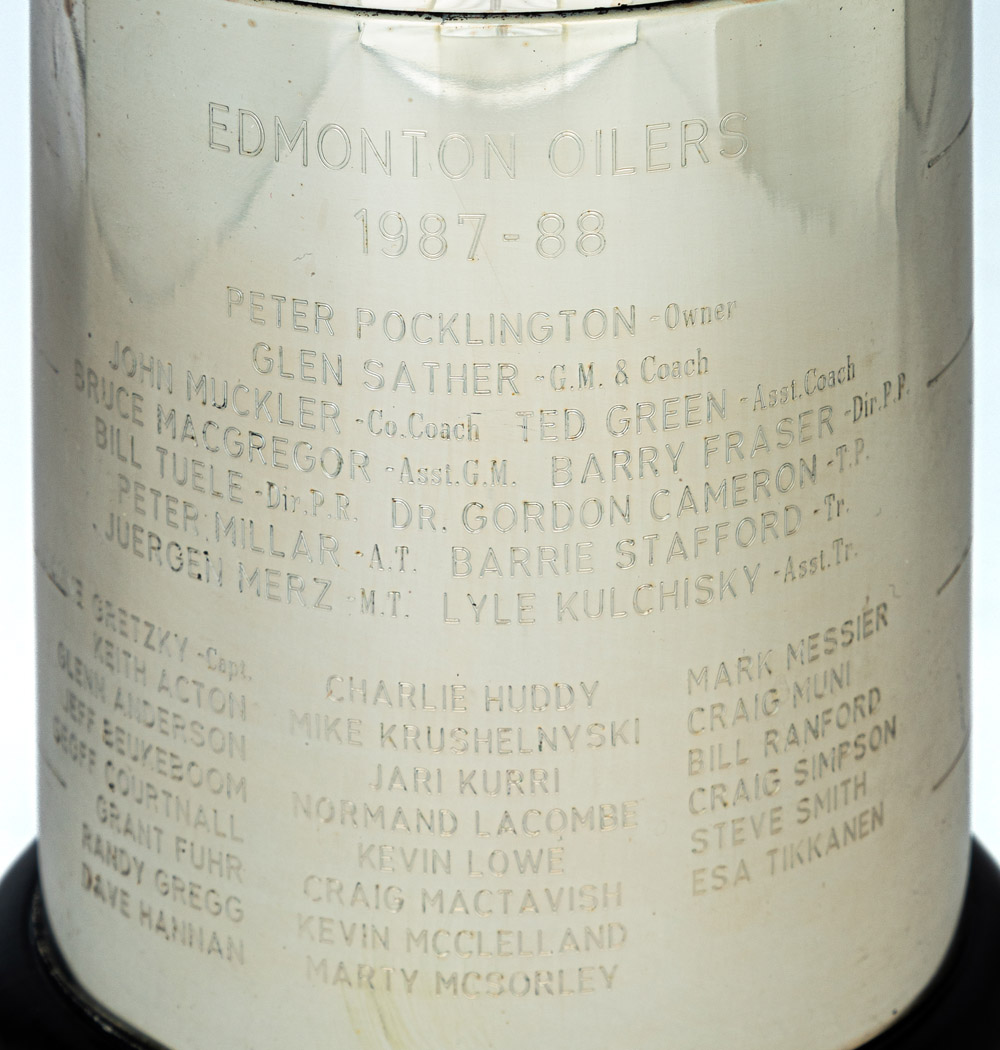 EDMONTON OILERS
1987-88
PETER POCKLINGTON -Owner
GLEN SATHER -G.M. & Coach
JOHN MUCKLER -Co.Coach TED GREEN -Asst.Coach
BRUCE MACGREGOR -Asst.G.M. BARRY FRASER -Dir.P.P.
BILL TUELE -Dir.P.R. DR. GORDON CAMERON -T.P.
PETER MILLAR -A.T. BARRIE STAFFORD -Tr.
JUERGEN MERZ -M.T. LYLE KULCHISKY -Asst.Tr.
E GRETZKY -Capt.
KEITH ACTON
GLENN ANDERSON
JEFF BEUKEBOOM
GEOFF COURTNALL
GRANT FUHR
RANDY GREGG
DAVE HANNAN
CHARLIE HUDDY
MIKE KRUSHELNYSKI
JARI KURRI
NORMAND LACOMBE
KEVIN LOWE
CRAIG MACTAVISH
KEVIN MCCLELLAND
MARTY MCSORLEY
MARK MESSIER
CRAIG MUNI
BILL RANFORD
CRAIG SIMPSON
STEVE SMITH
ESA TIKKANEN